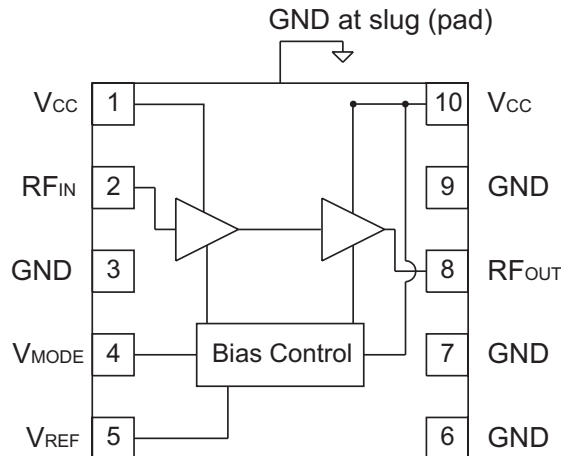 GND at slug (pad)
VCC 1 10 VCC
RFIN 2 9 GND
GND 3 8 RFOUT
VMODE 4 Bias Control 7 GND
VREF 5 6 GND